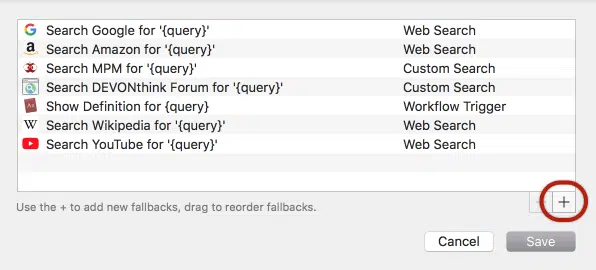 Search Google for '{query}' Web Search
Search Amazon for '{query}' Web Search
Search MPM for '{query}' Custom Search
Search DEVONthink Forum for '{query}' Custom Search
Show Definition for {query} Workflow Trigger
Search Wikipedia for '{query}' Web Search
Search YouTube for '{query}' Web Search
Use the + to add new fallbacks, drag to reorder fallbacks.
Cancel Save